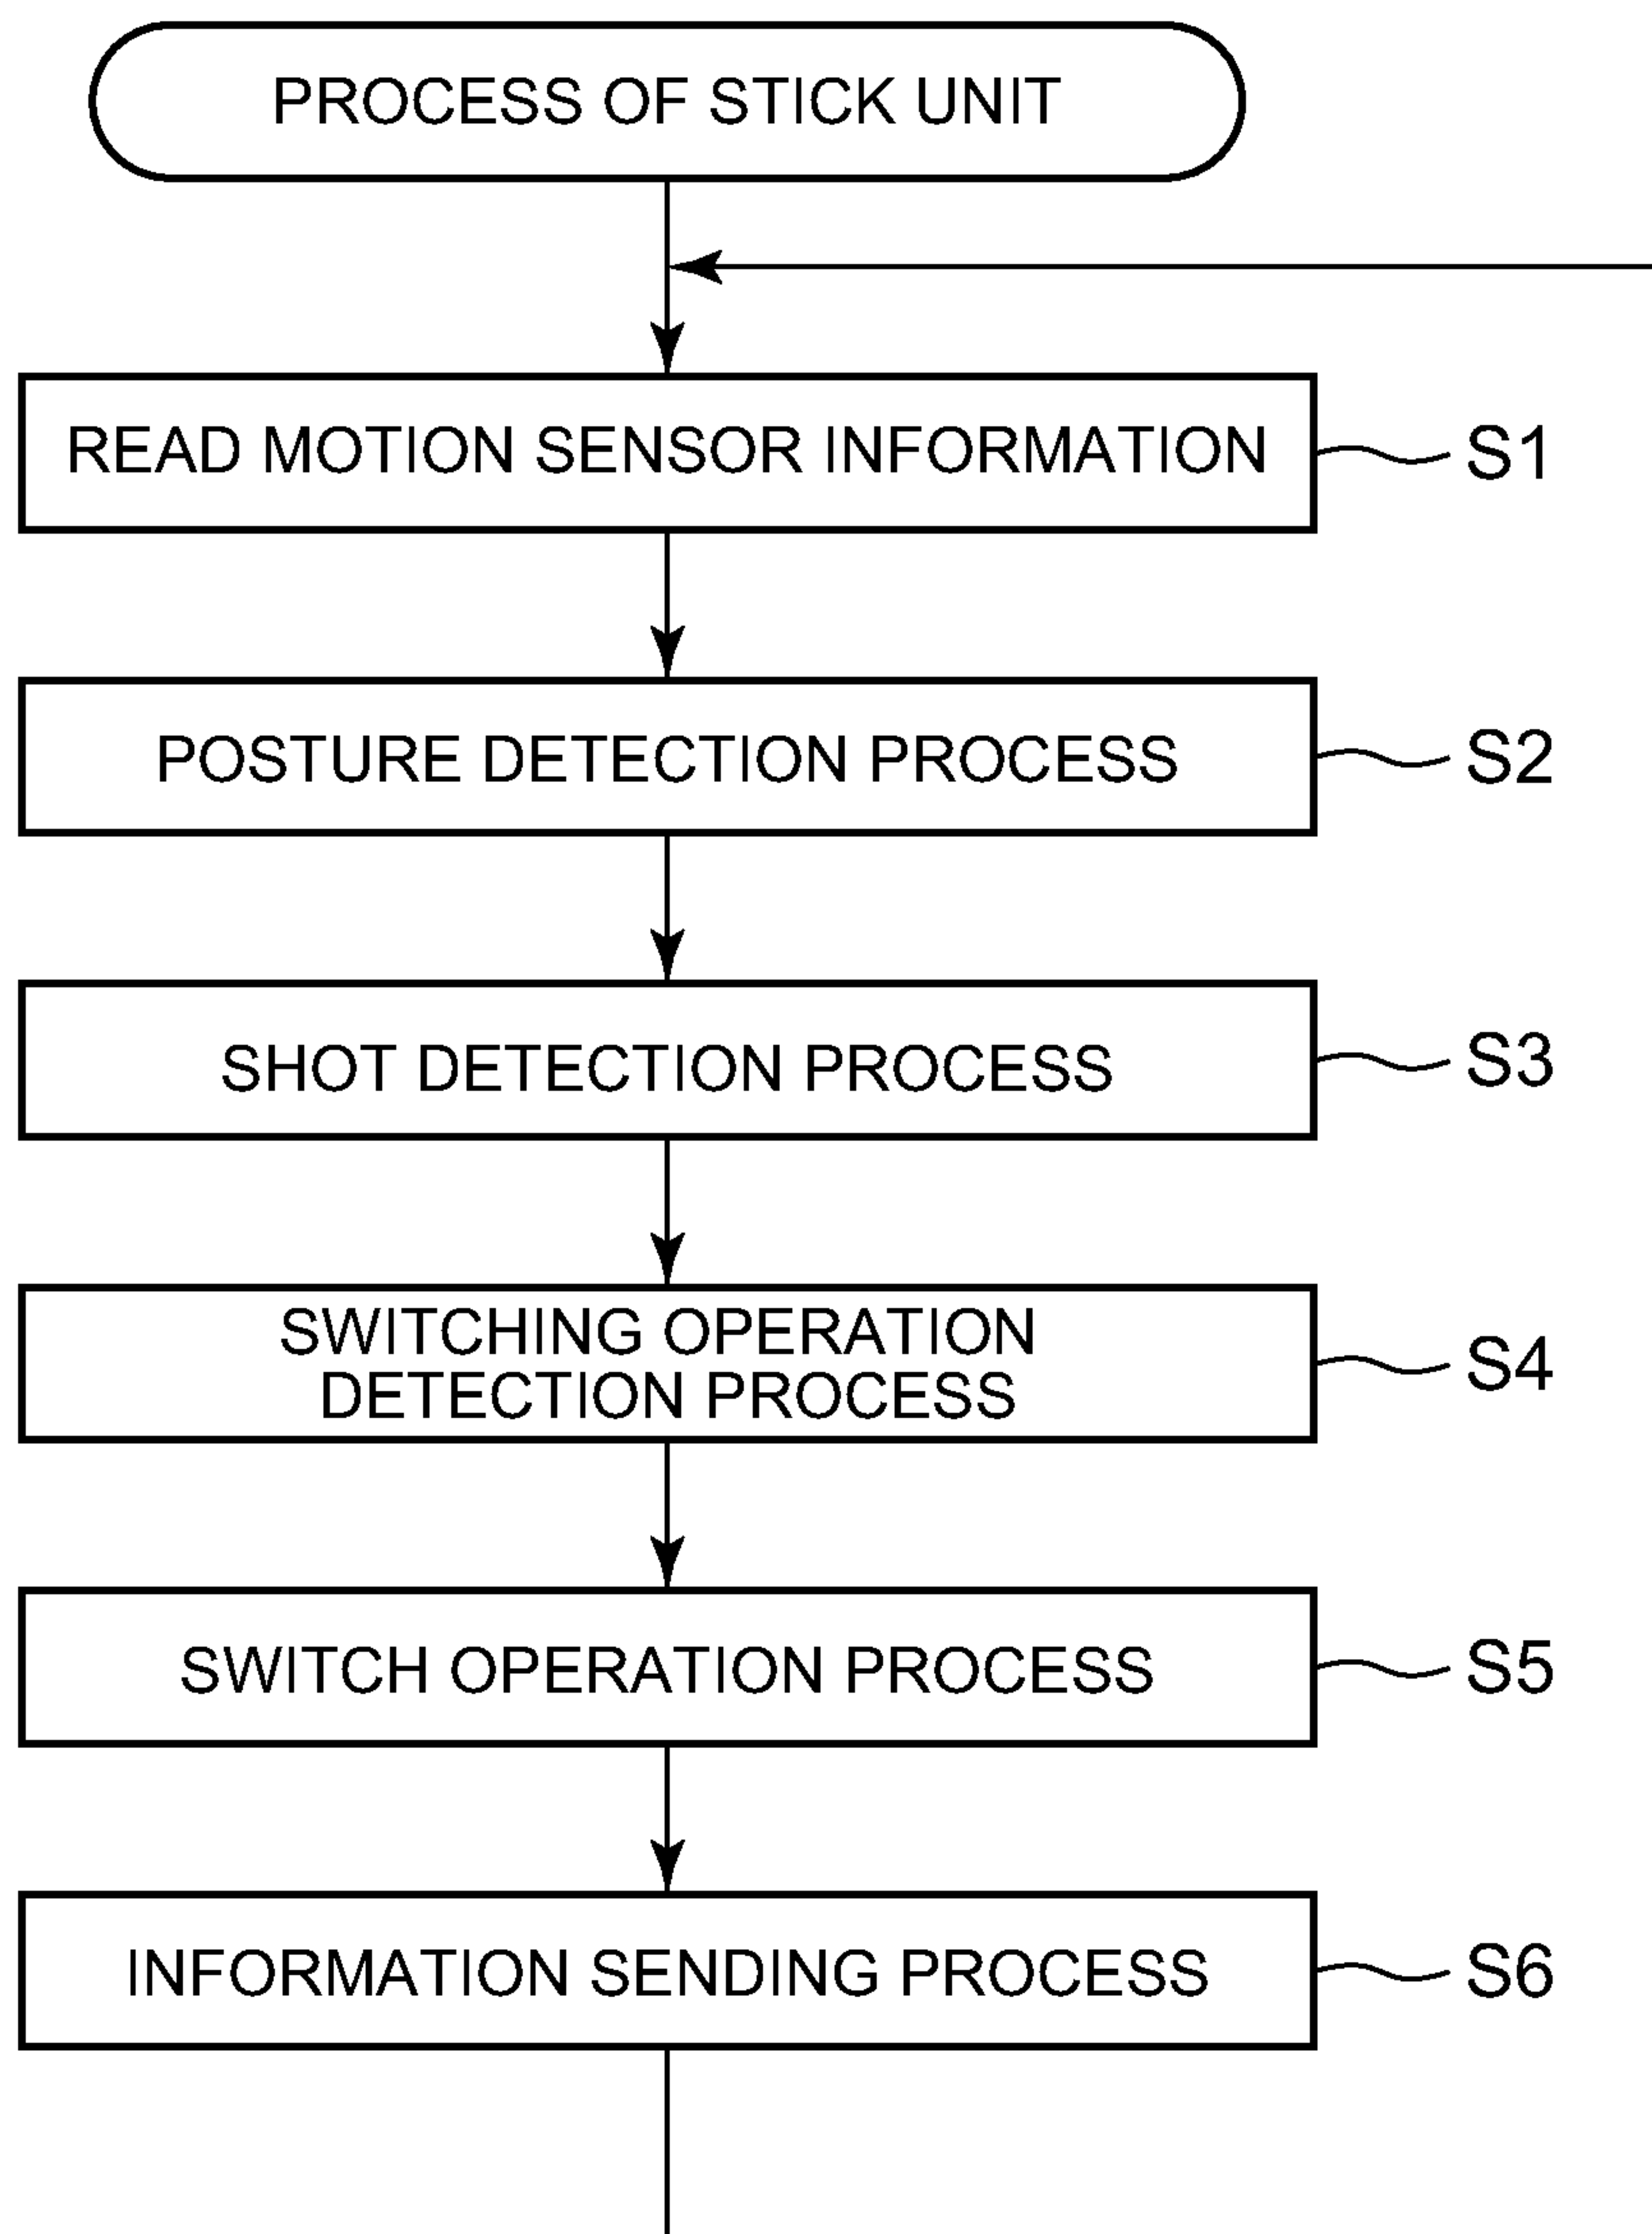 PROCESS OF STICK UNIT
READ MOTION SENSOR INFORMATION
S1
POSTURE DETECTION PROCESS
S2
SHOT DETECTION PROCESS
S3
SWITCHING OPERATION
DETECTION PROCESS
S4
SWITCH OPERATION PROCESS
S5
INFORMATION SENDING PROCESS
S6